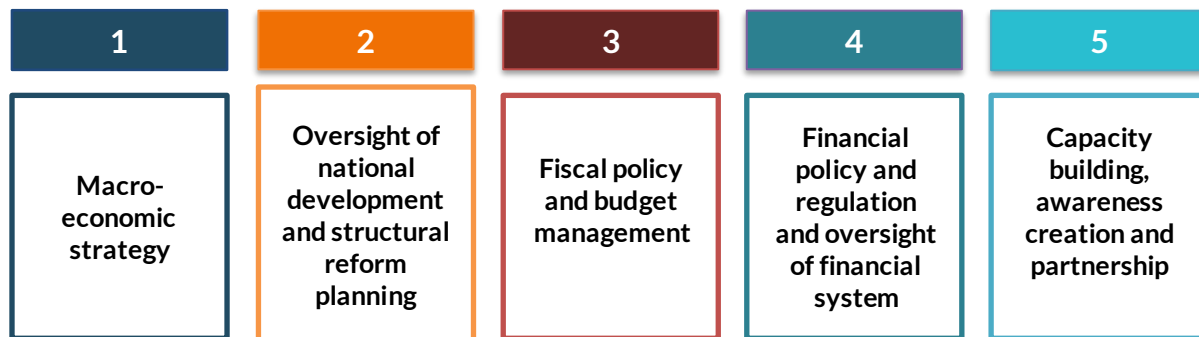 1
Macro-
economic
strategy
2
Oversight of
national
development
and structural
reform
planning
3
Fiscal policy
and budget
management
4
Financial
policy and
regulation
and oversight
of financial
system
5
Capacity
building,
awareness
creation and
partnership